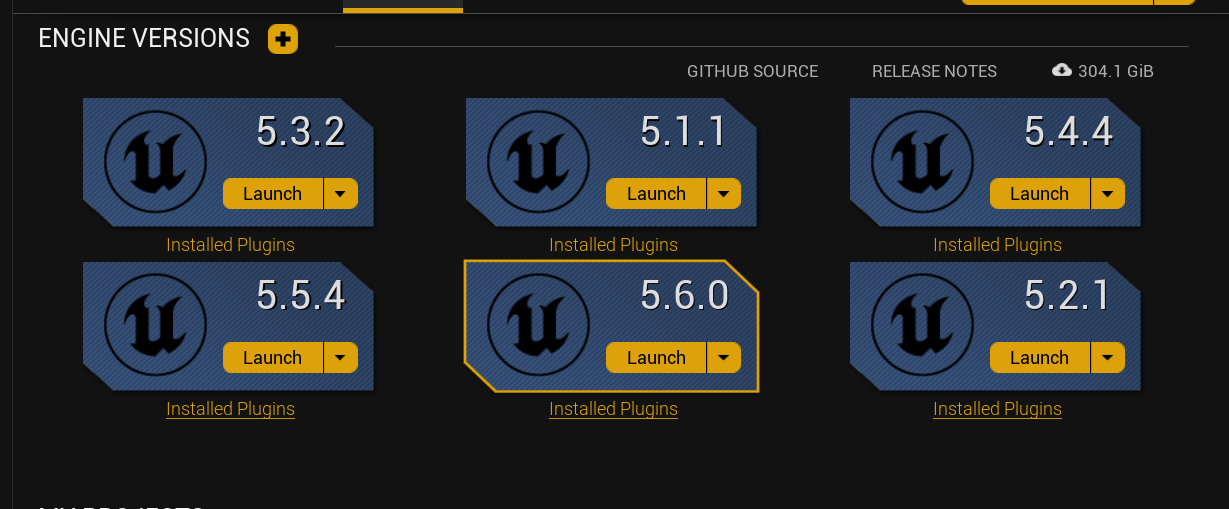 ENGINE VERSIONS
GITHUB SOURCE RELEASE NOTES 304.1 GiB
5.3.2 5.1.1 5.4.4
Launch Launch Launch
Installed Plugins Installed Plugins Installed Plugins
5.5.4 5.6.0 5.2.1
Launch Launch Launch
Installed Plugins Installed Plugins Installed Plugins